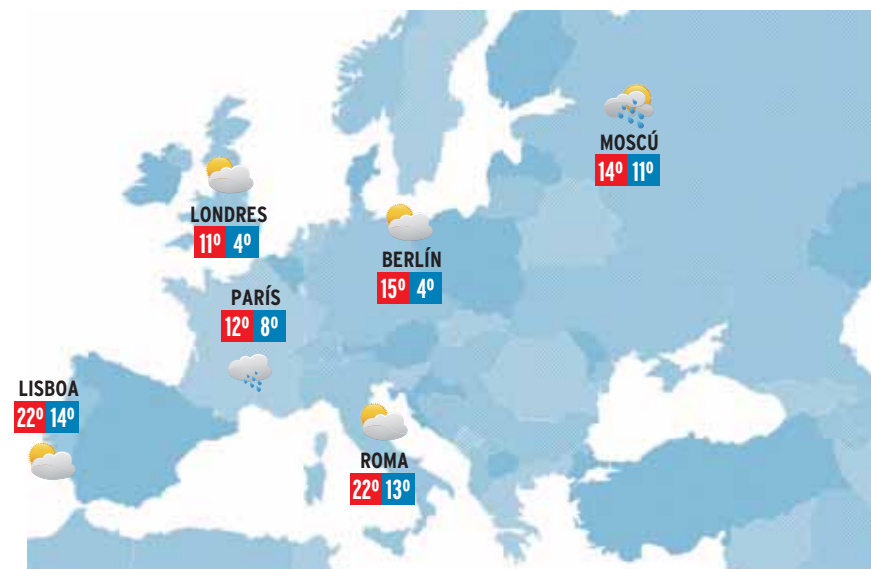 MOSCÚ
14º 11º
LONDRES
11º 4º
BERLÍN
15º 4º
PARÍS
12º 8º
LISBOA
22º 14º
ROMA
22º 13º